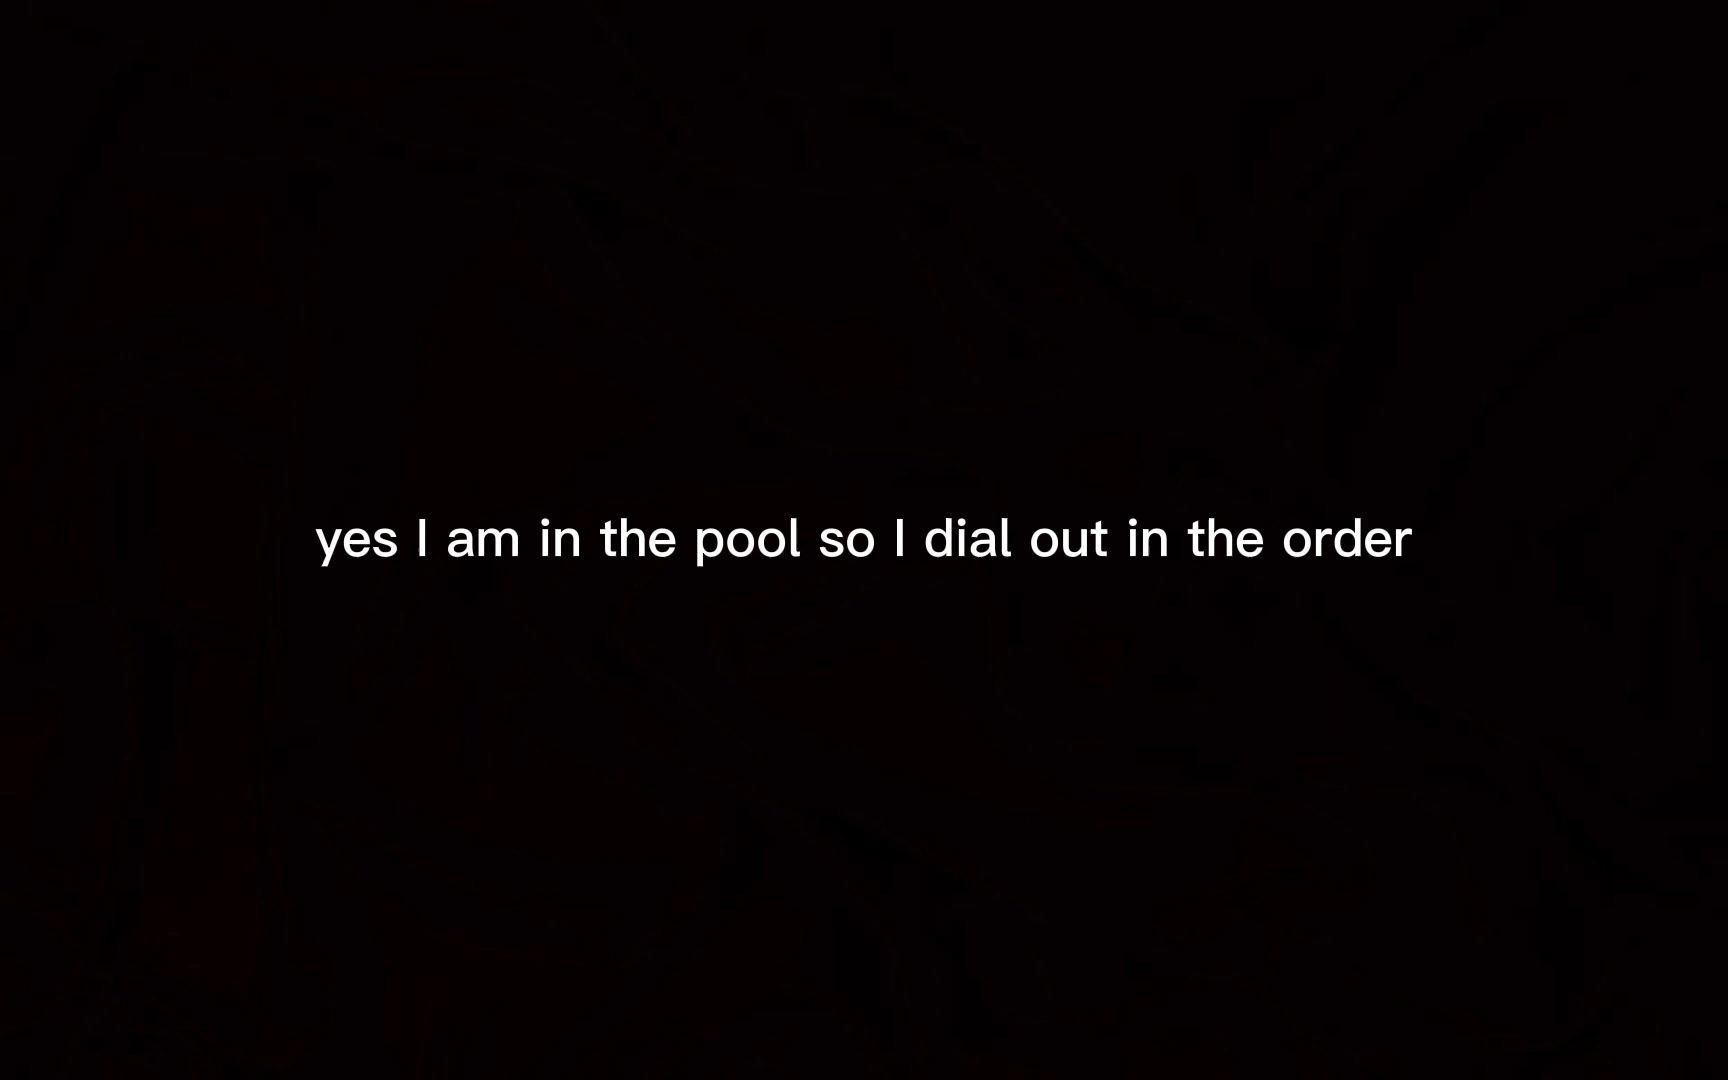 yes I am in the pool so I dial out in the order